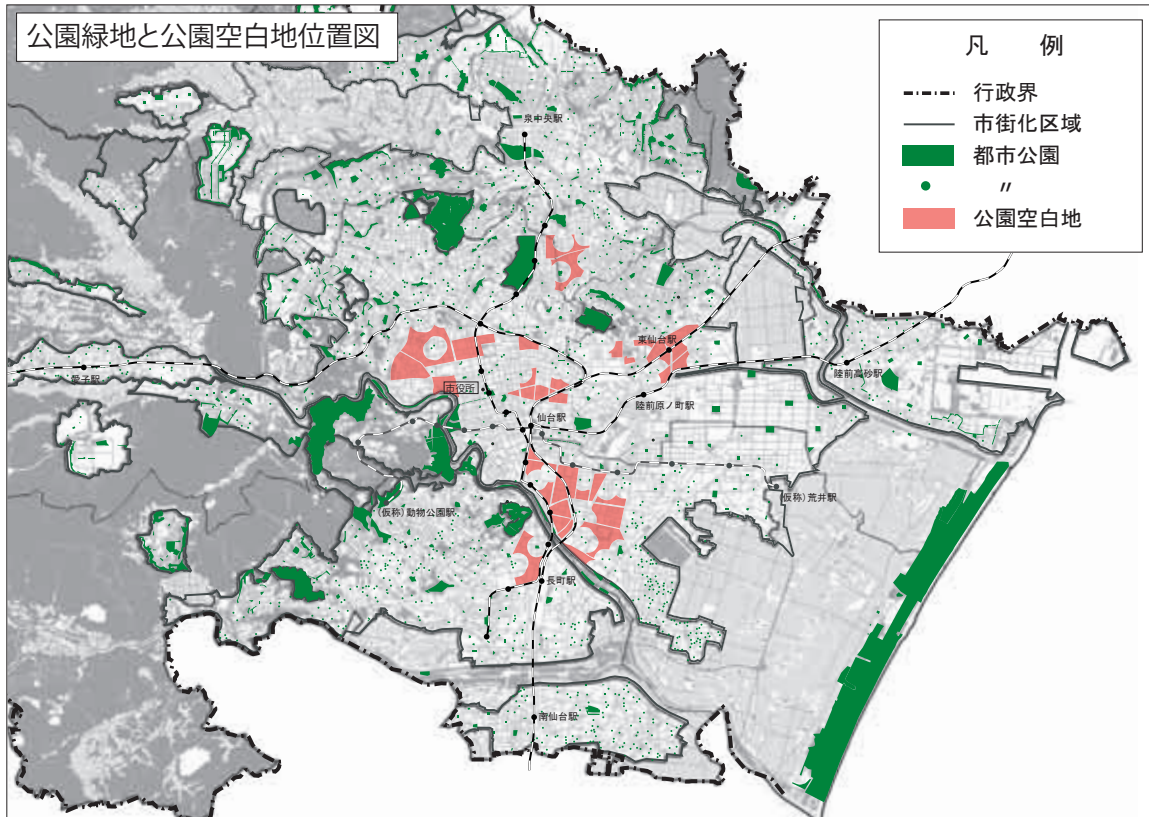 公園緑地と公園空白地位置図
凡 例
行政界
市街化区域
都市公園
〃
公園空白地
泉中央駅
東仙台駅
陸前高砂駅
愛子駅
市役所
仙台駅
陸前原ノ町駅
(仮称)荒井駅
(仮称)動物公園駅
長町駅
南仙台駅